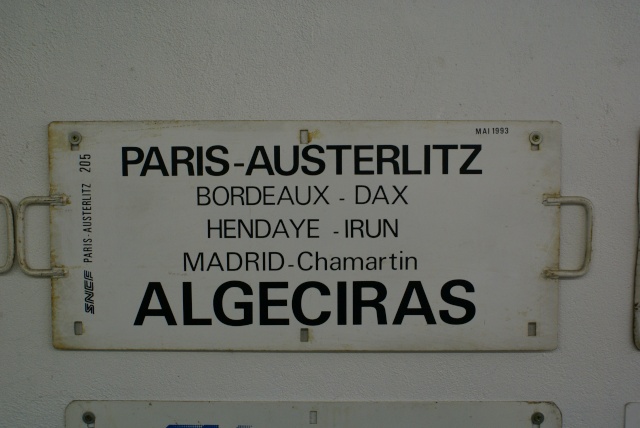 MAI 1993
PARIS-AUSTERLITZ
BORDEAUX - DAX
HENDAYE - IRUN
MADRID-Chamartin
ALGECIRAS
SNCF PARIS-AUSTERLITZ 205